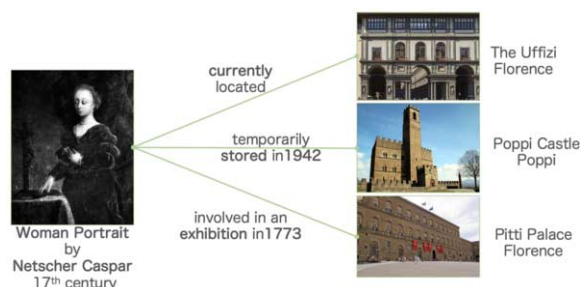 currently
located
The Uffizi
Florence
temporarily
stored in1942
Poppi Castle
Poppi
involved in an
exhibition in1773
Pitti Palace
Florence
Woman Portrait
by
Netscher Caspar
17th century